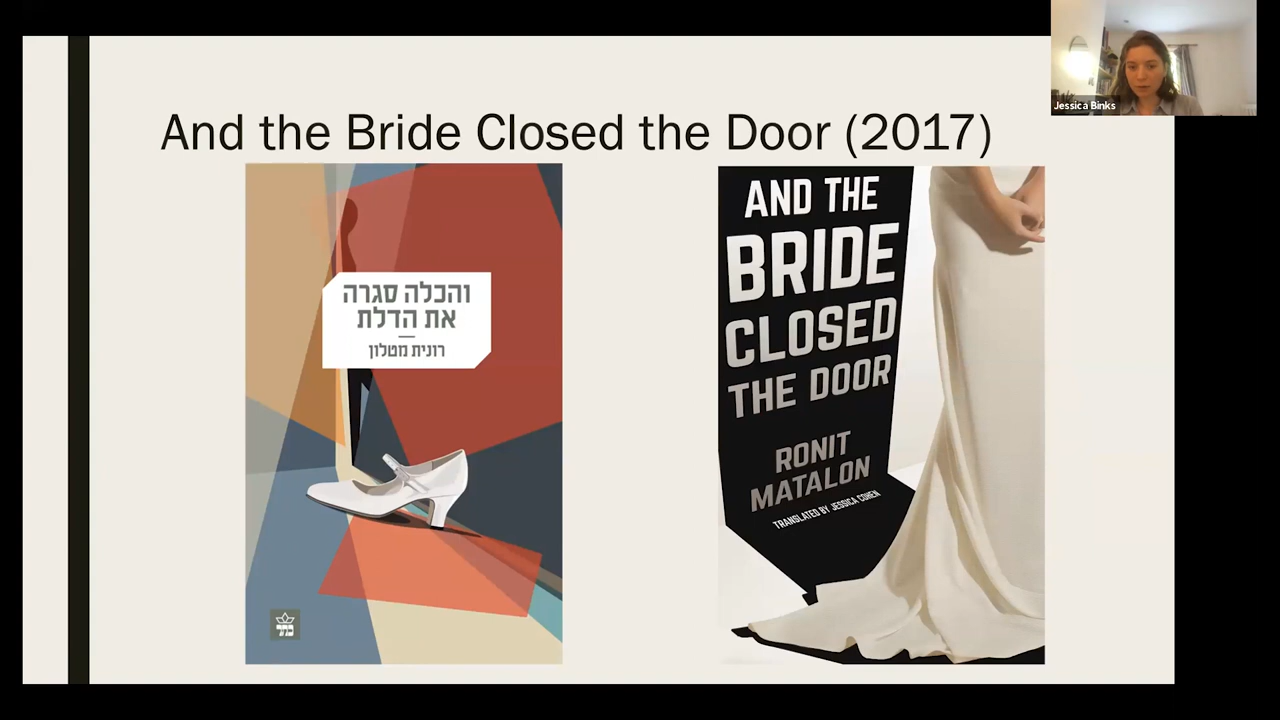 Jessica Binks
And the Bride Closed the Door (2017)
והכלה סגרה
את הדלת
רונית מטלון
כתר
AND THE
BRIDE
CLOSED
THE DOOR
RONIT
MATALON
TRANSLATED BY JESSICA COHEN